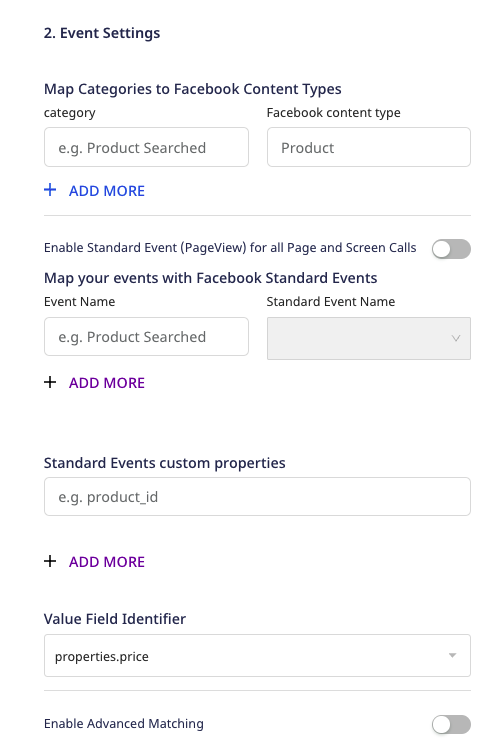 2. Event Settings
Map Categories to Facebook Content Types
category
Facebook content type
e.g. Product Searched
Product
+ ADD MORE
Enable Standard Event (PageView) for all Page and Screen Calls
Map your events with Facebook Standard Events
Event Name
Standard Event Name
e.g. Product Searched
+ ADD MORE
Standard Events custom properties
e.g. product_id
+ ADD MORE
Value Field Identifier
properties.price
Enable Advanced Matching